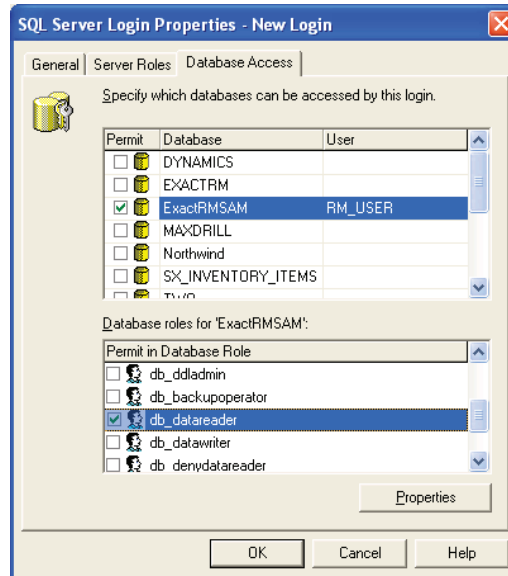 SQL Server Login Properties - New Login
General Server Roles Database Access
Specify which databases can be accessed by this login.
Permit Database User
DYNAMICS
EXACTRM
ExactRMSAM RM_USER
MAXDRILL
Northwind
SX_INVENTORY_ITEMS
Database roles for 'ExactRMSAM':
Permit in Database Role
db_ddladmin
db_backupoperator
db_datareader
db_datawriter
db_denydatareader
Properties
OK Cancel Help